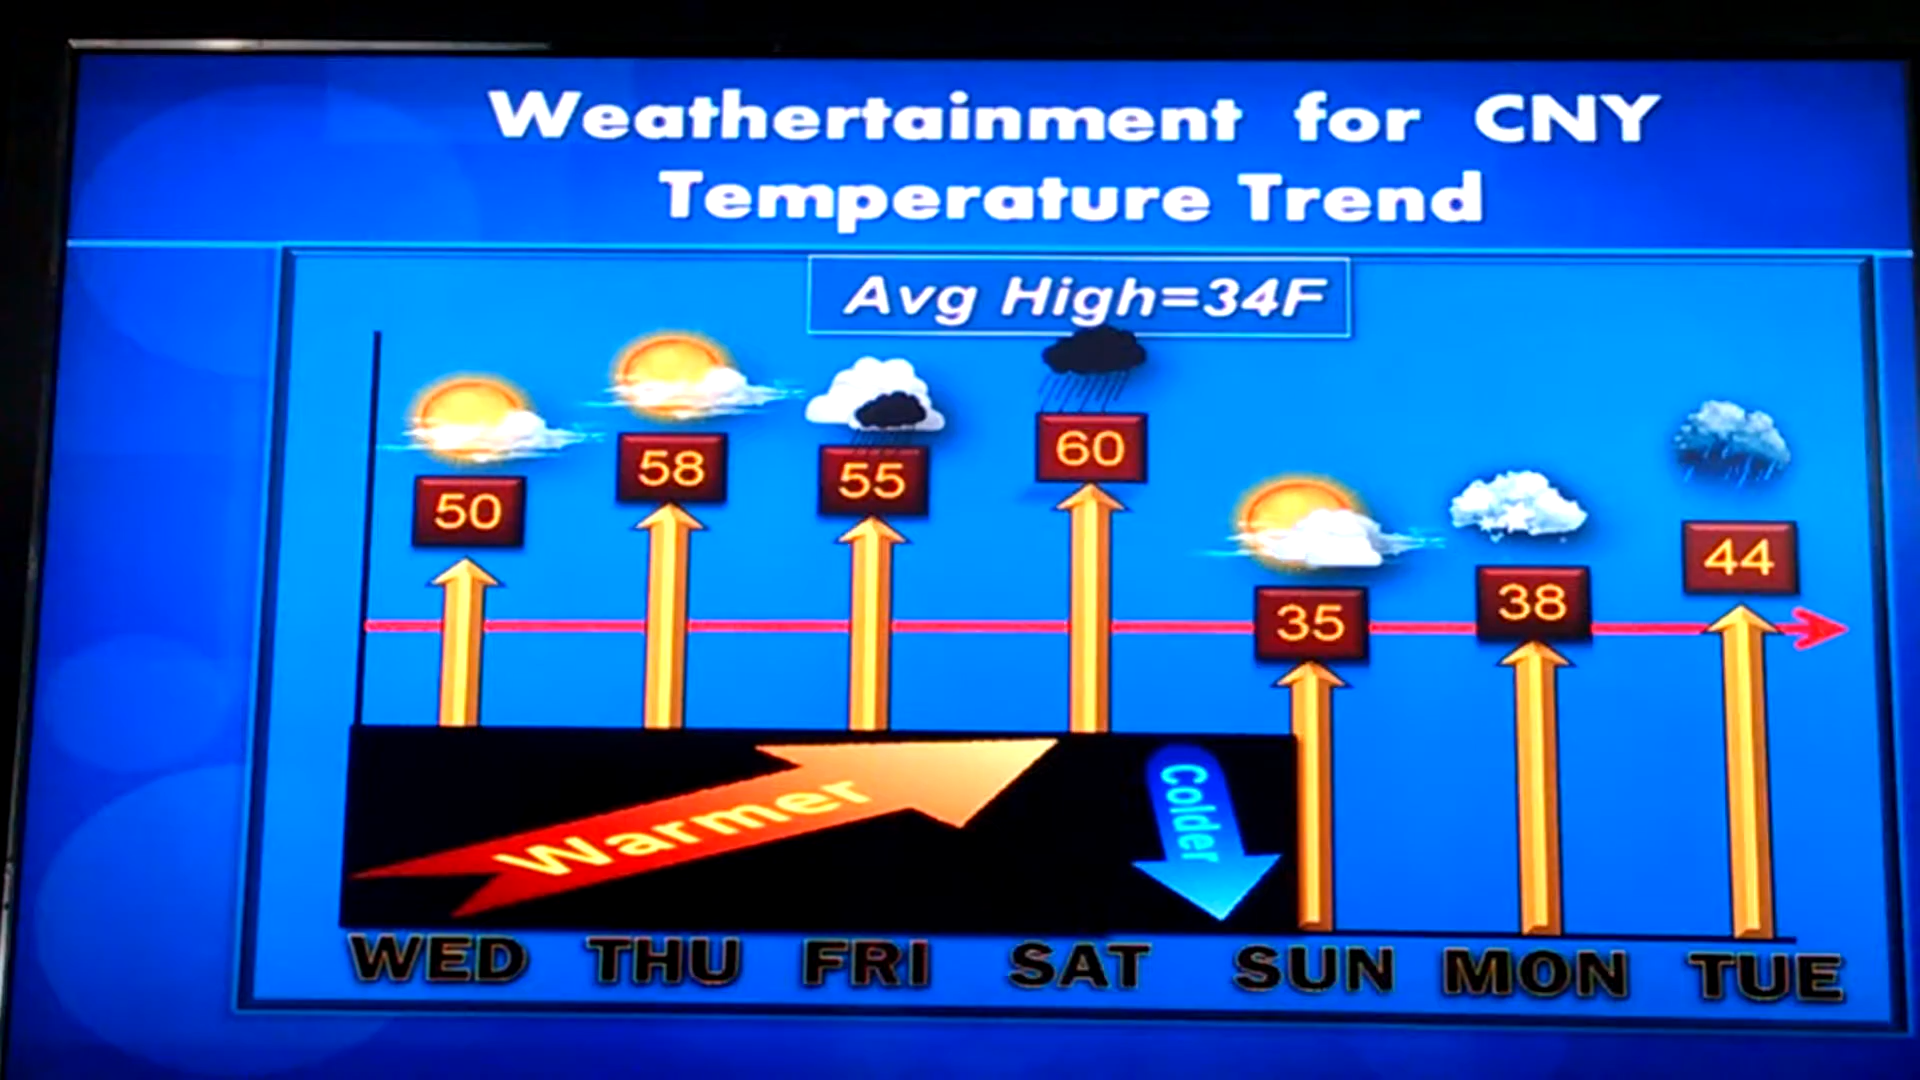 Weathertainment for CNY
Temperature Trend
Avg High=34F
50 58 55 60 35 38 44
Warmer
Colder
WED THU FRI SAT SUN MON TUE